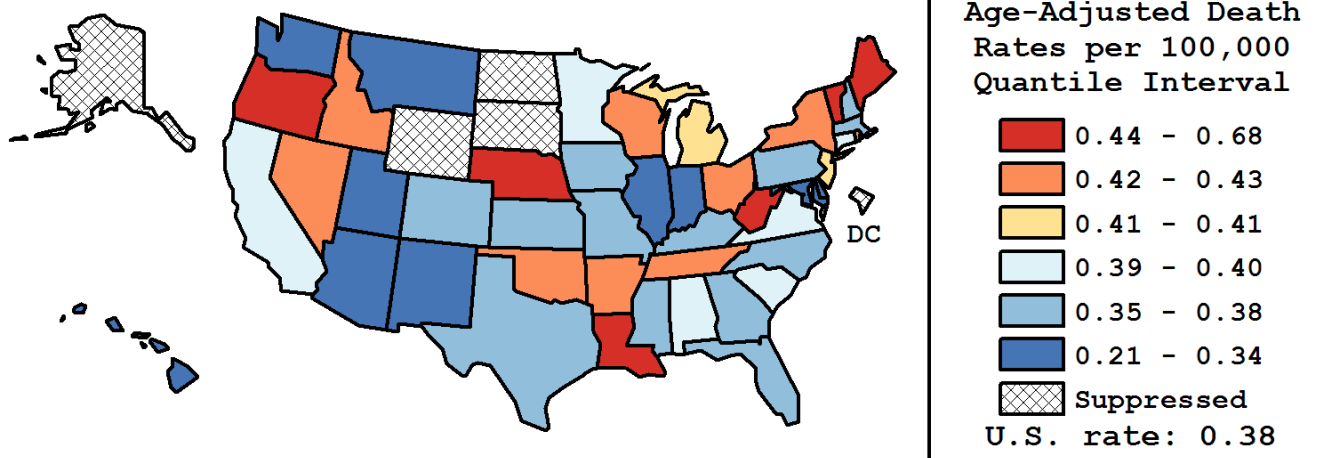 Age-Adjusted Death
Rates per 100,000
Quantile Interval
0.44 - 0.68
0.42 - 0.43
0.41 - 0.41
0.39 - 0.40
0.35 - 0.38
0.21 - 0.34
Suppressed
U.S. rate: 0.38
DC